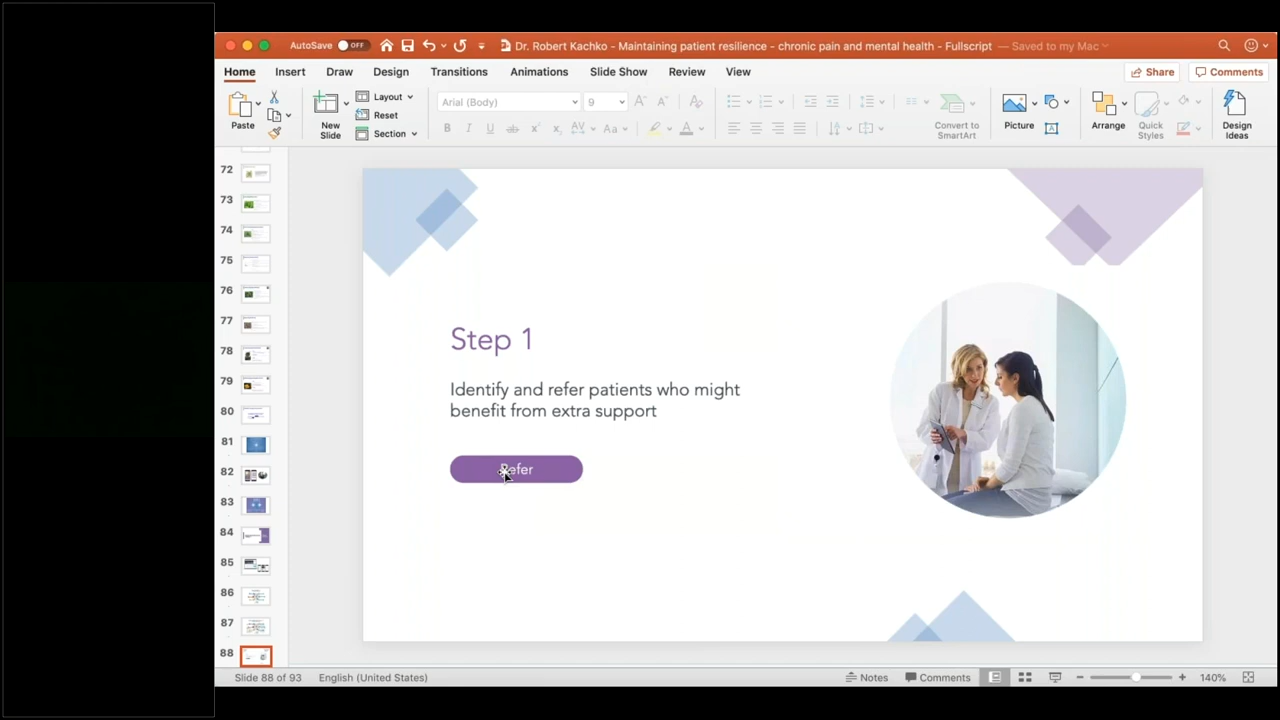 AutoSave OFF
Dr. Robert Kachko - Maintaining patient resilience - chronic pain and mental health - Fullscript — Saved to my Mac
Home Insert Draw Design Transitions Animations Slide Show Review View Share Comments
Paste
New Slide
Layout
Reset
Section
Arial (Body) 9
Convert to SmartArt
Picture
Arrange
Quick Styles
Design Ideas
72
73
74
75
76
77
78
79
80
81
82
83
84
85
86
87
88
Step 1
Identify and refer patients who might
benefit from extra support
Refer
Slide 88 of 93 English (United States) Notes Comments 140%